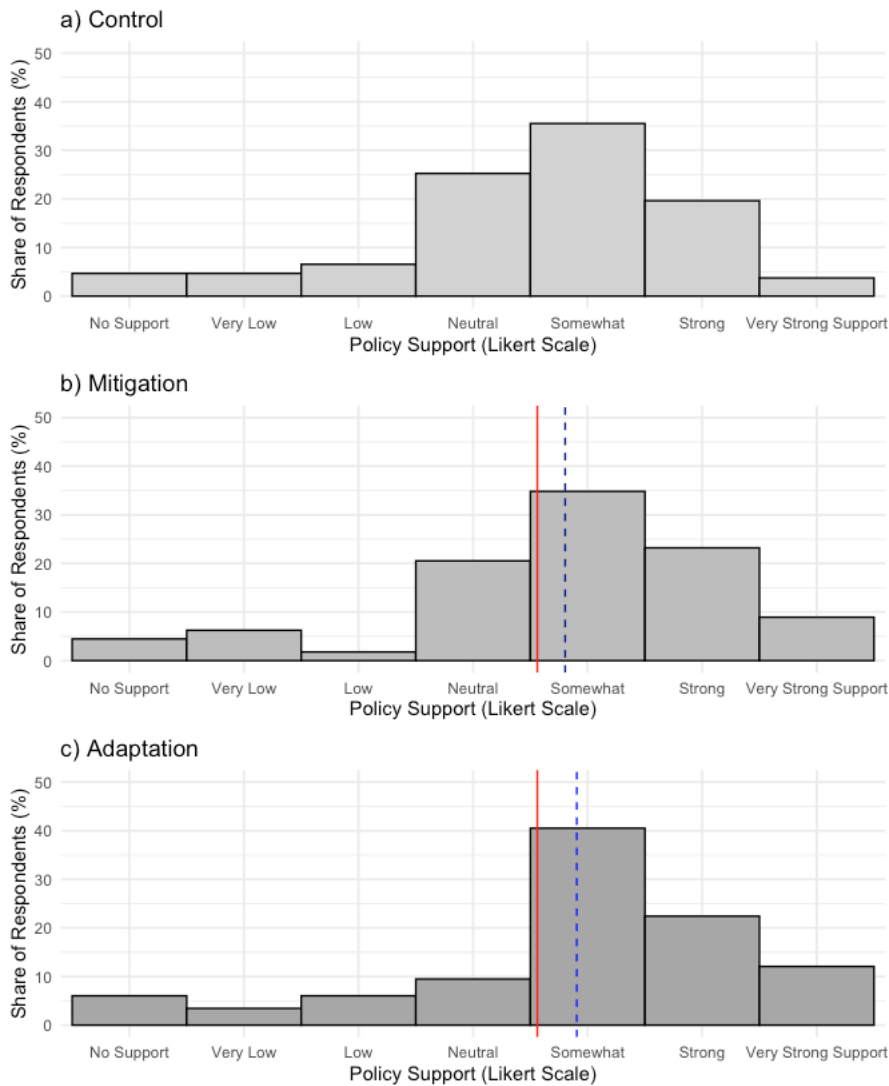 a) Control
Share of Respondents (%)
50
40
30
20
10
0
No Support Very Low Low Neutral Somewhat Strong Very Strong Support
Policy Support (Likert Scale)
b) Mitigation
Share of Respondents (%)
50
40
30
20
10
0
No Support Very Low Low Neutral Somewhat Strong Very Strong Support
Policy Support (Likert Scale)
c) Adaptation
Share of Respondents (%)
50
40
30
20
10
0
No Support Very Low Low Neutral Somewhat Strong Very Strong Support
Policy Support (Likert Scale)